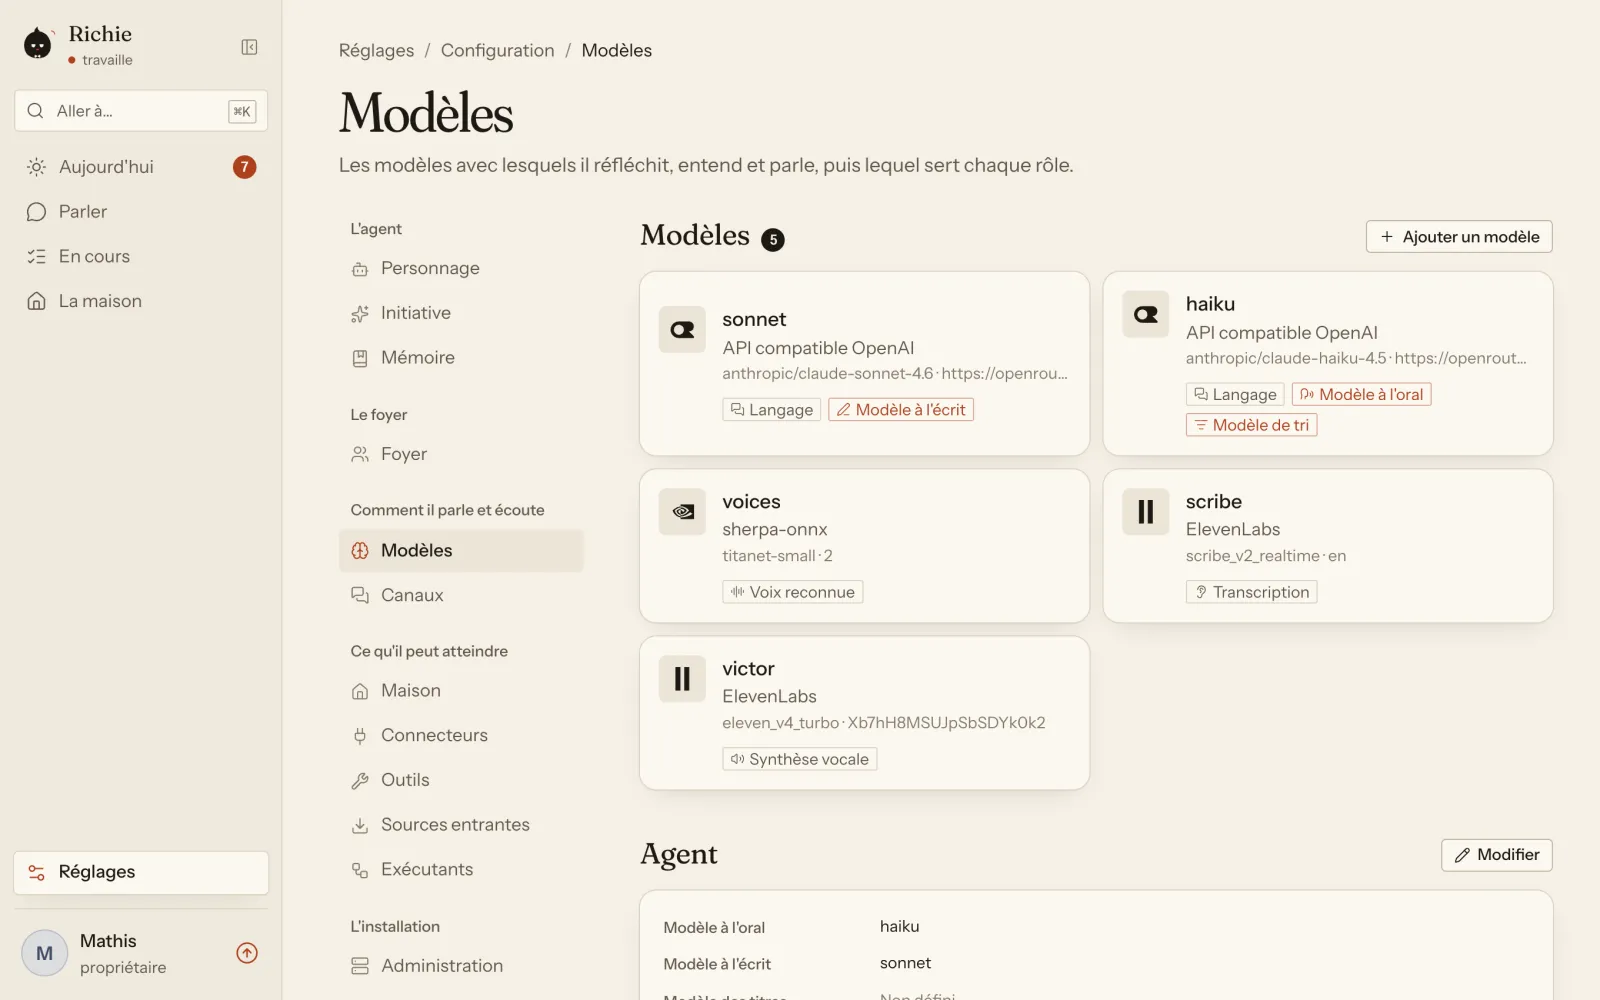 Richie
travaille
Aller à...
⌘K
Aujourd'hui
7
Parler
En cours
La maison
Réglages
M
Mathis
propriétaire
Réglages / Configuration / Modèles
Modèles
Les modèles avec lesquels il réfléchit, entend et parle, puis lequel sert chaque rôle.
L'agent
Personnage
Initiative
Mémoire
Le foyer
Foyer
Comment il parle et écoute
Modèles
Canaux
Ce qu'il peut atteindre
Maison
Connecteurs
Outils
Sources entrantes
Exécutants
L'installation
Administration
Modèles 5
+ Ajouter un modèle
sonnet
API compatible OpenAI
anthropic/claude-sonnet-4.6 · https://openrou...
Langage
Modèle à l'écrit
haiku
API compatible OpenAI
anthropic/claude-haiku-4.5 · https://openrout...
Langage
Modèle à l'oral
Modèle de tri
voices
sherpa-onnx
titanet-small · 2
Voix reconnue
scribe
ElevenLabs
scribe_v2_realtime · en
Transcription
victor
ElevenLabs
eleven_v4_turbo · Xb7hH8MSUJpSbSDYk0k2
Synthèse vocale
Agent
Modifier
Modèle à l'oral
haiku
Modèle à l'écrit
sonnet
Modèle des titres
Non défini